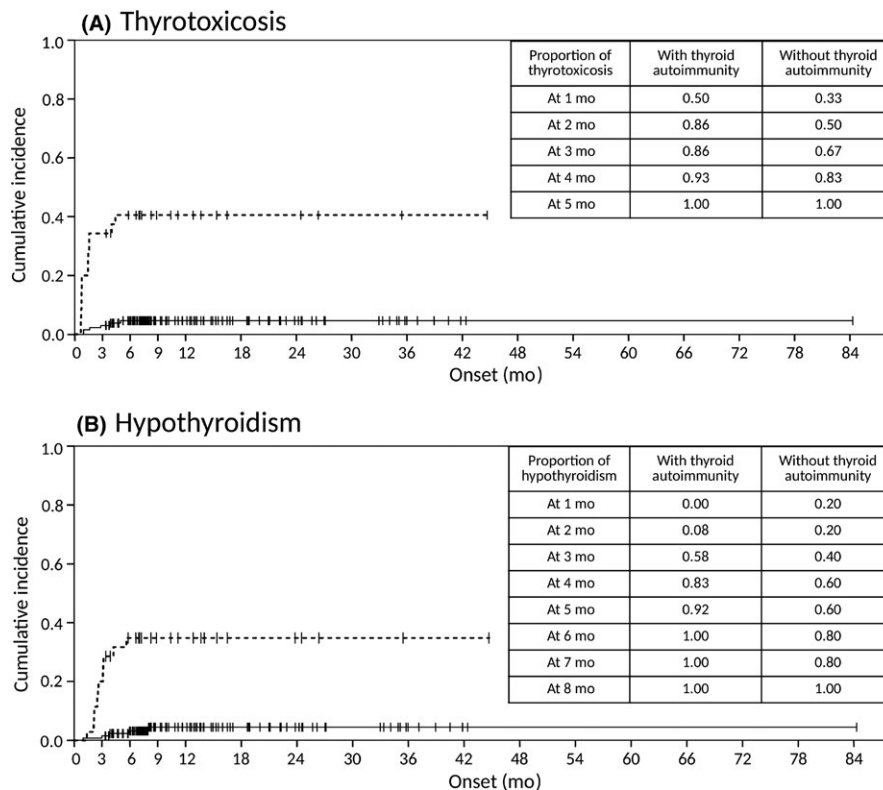 (A) Thyrotoxicosis
1.0
0.8
0.6
0.4
0.2
0.0
Cumulative incidence
0 3 6 9 12 18 24 30 36 42 48 54 60 66 72 78 84
Onset (mo)
Proportion of thyrotoxicosis With thyroid autoimmunity Without thyroid autoimmunity
At 1 mo 0.50 0.33
At 2 mo 0.86 0.50
At 3 mo 0.86 0.67
At 4 mo 0.93 0.83
At 5 mo 1.00 1.00
(B) Hypothyroidism
1.0
0.8
0.6
0.4
0.2
0.0
Cumulative incidence
0 3 6 9 12 18 24 30 36 42 48 54 60 66 72 78 84
Onset (mo)
Proportion of hypothyroidism With thyroid autoimmunity Without thyroid autoimmunity
At 1 mo 0.00 0.20
At 2 mo 0.08 0.20
At 3 mo 0.58 0.40
At 4 mo 0.83 0.60
At 5 mo 0.92 0.60
At 6 mo 1.00 0.80
At 7 mo 1.00 0.80
At 8 mo 1.00 1.00